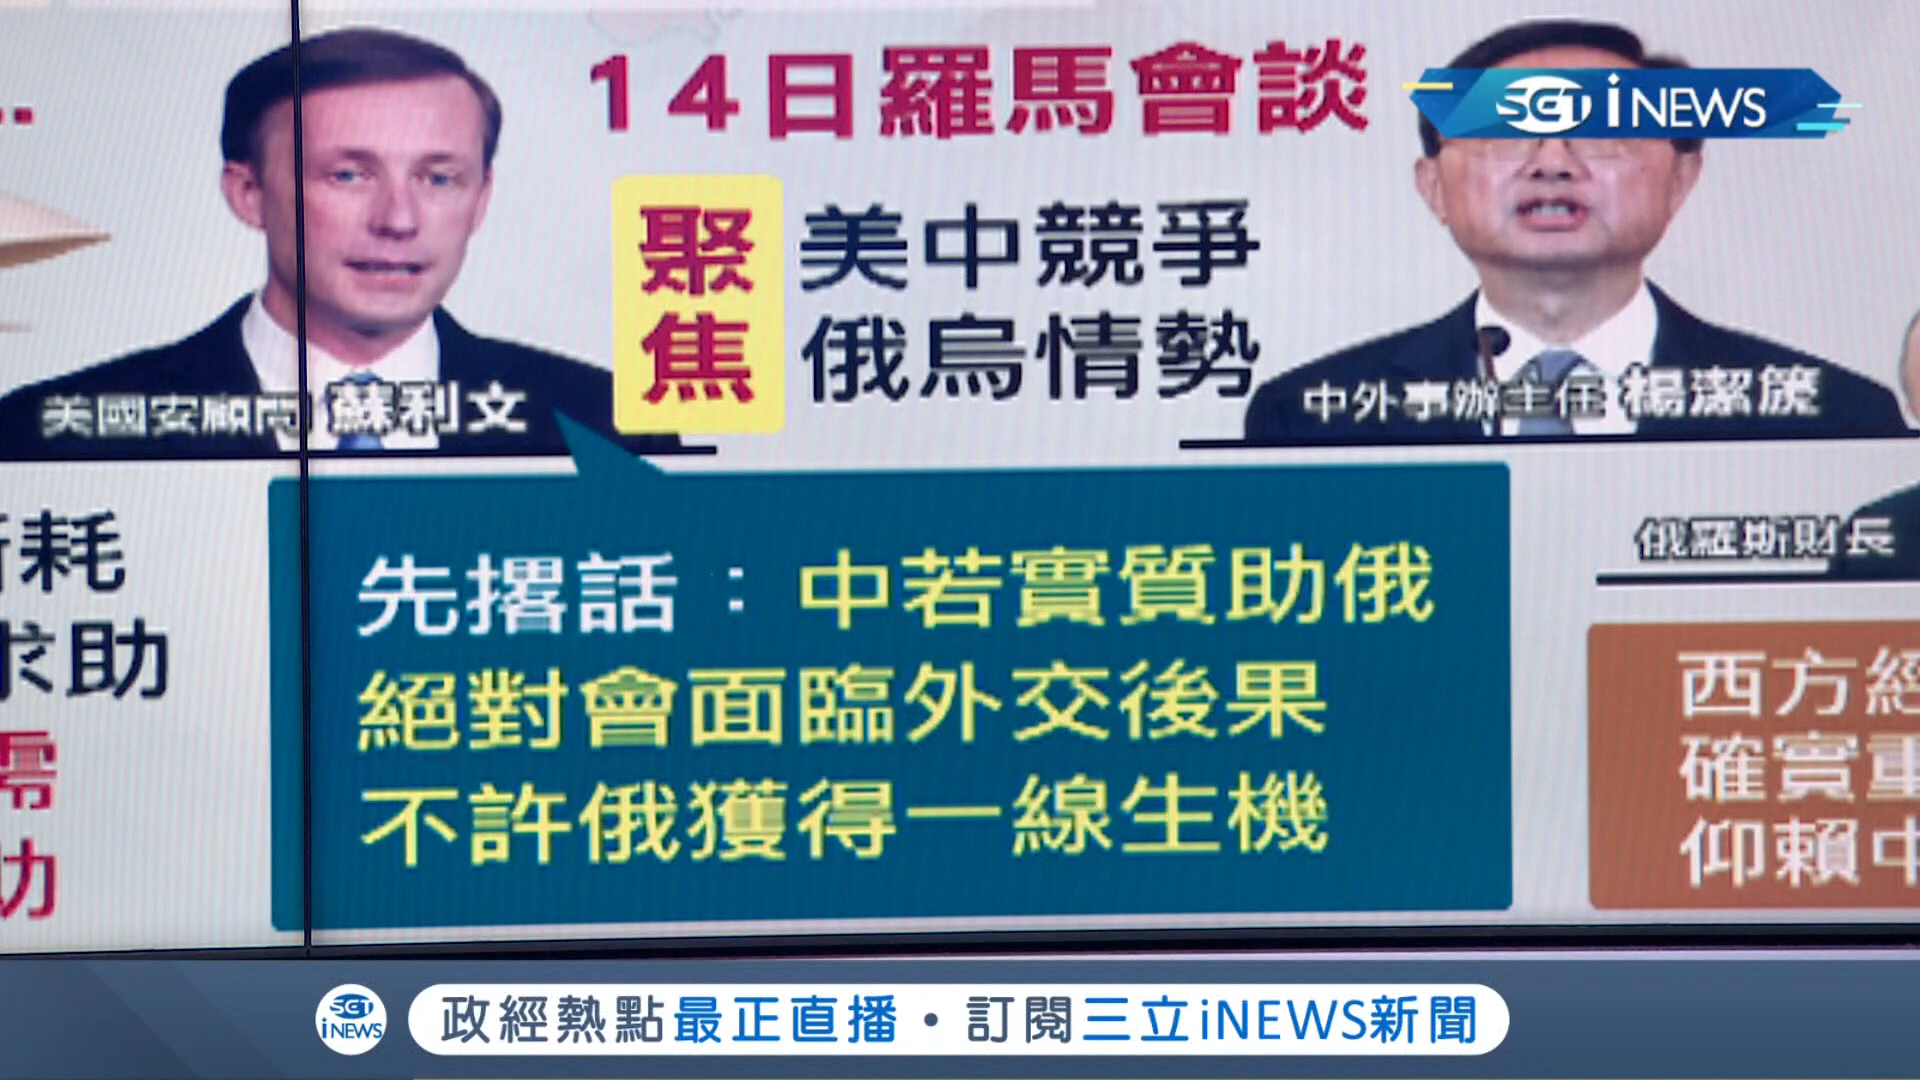 14日羅馬會談
SET iNEWS
聚焦
美中競爭
俄烏情勢
美國安顧問 蘇利文
中外事辦主任 楊潔篪
耗
求助
需
助
先撂話：中若實質助俄
絕對會面臨外交後果
不許俄獲得一線生機
俄羅斯財長
西方經
確實重
仰賴中
SET iNEWS
政經熱點最正直播・訂閱三立iNEWS新聞